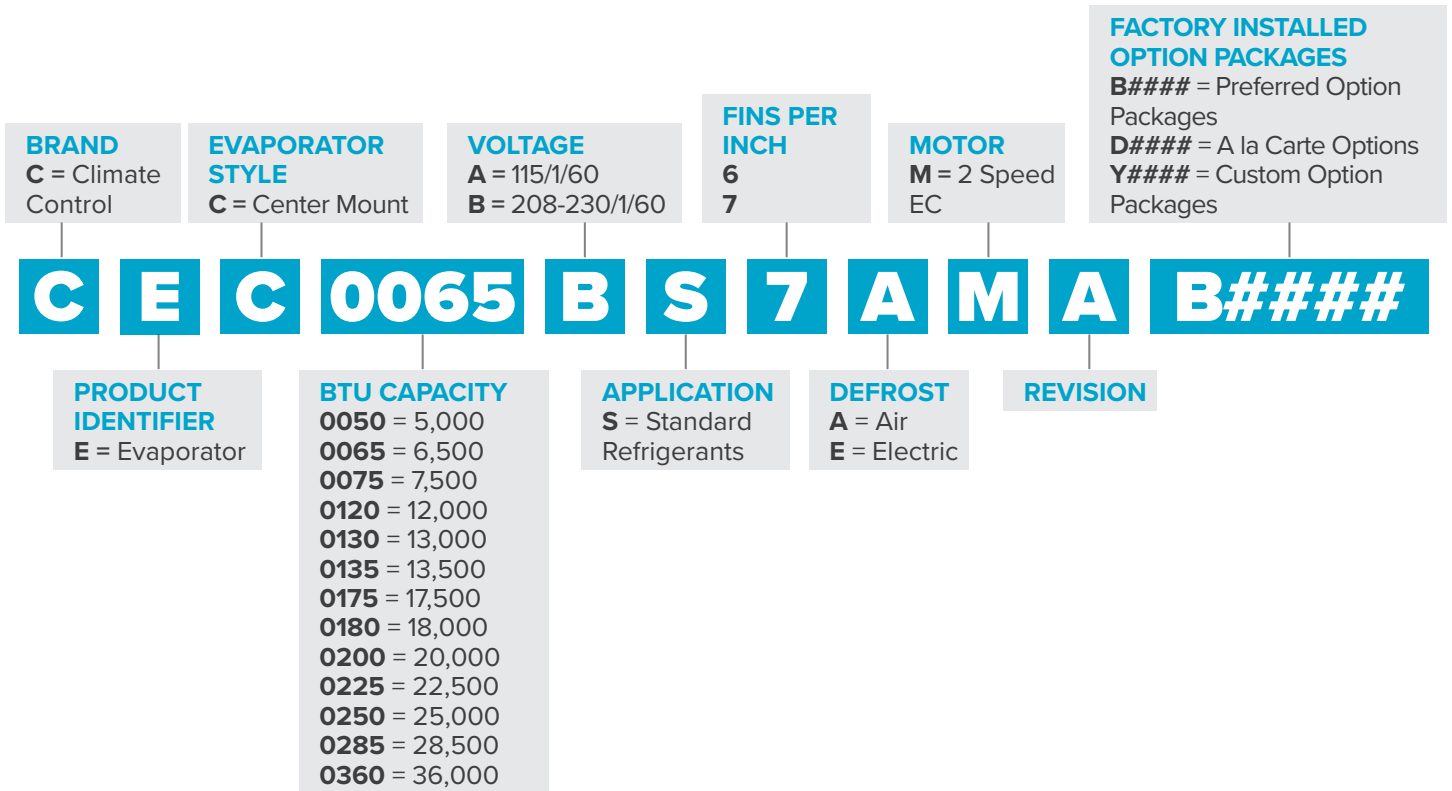 FACTORY INSTALLED
OPTION PACKAGES
B#### = Preferred Option
Packages
D#### = A la Carte Options
Y#### = Custom Option
Packages
BRAND
C = Climate
Control
EVAPORATOR
STYLE
C = Center Mount
VOLTAGE
A = 115/1/60
B = 208-230/1/60
FINS PER
INCH
6
7
MOTOR
M = 2 Speed
EC
C E C 0065 B S 7 A M A B####
PRODUCT
IDENTIFIER
E = Evaporator
BTU CAPACITY
0050 = 5,000
0065 = 6,500
0075 = 7,500
0120 = 12,000
0130 = 13,000
0135 = 13,500
0175 = 17,500
0180 = 18,000
0200 = 20,000
0225 = 22,500
0250 = 25,000
0285 = 28,500
0360 = 36,000
APPLICATION
S = Standard
Refrigerants
DEFROST
A = Air
E = Electric
REVISION